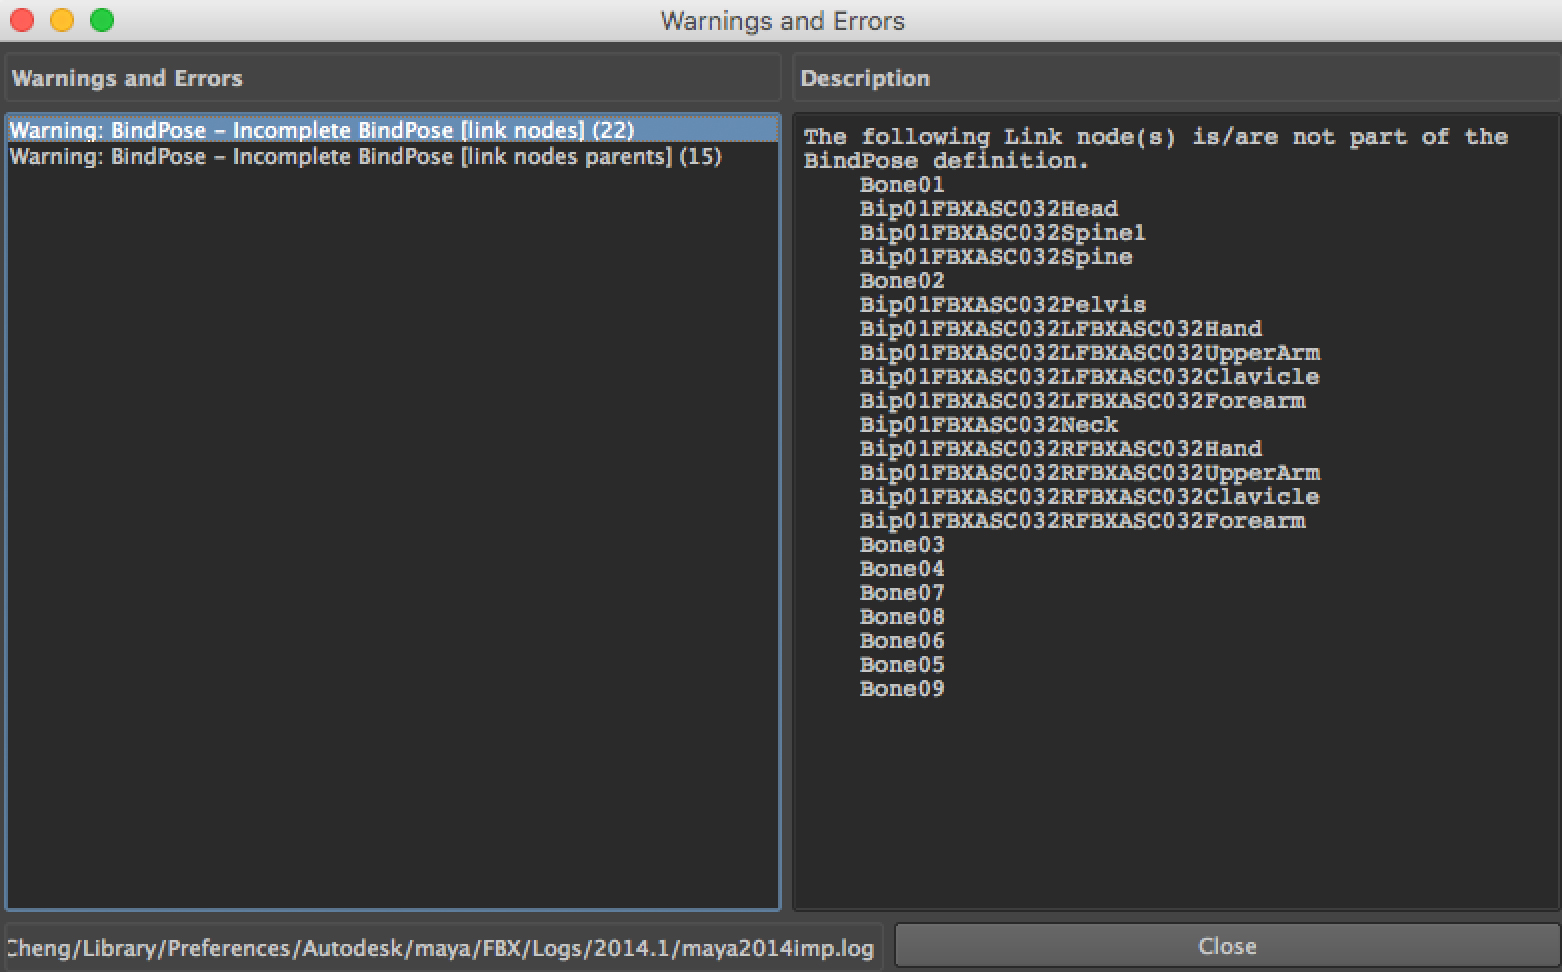 Warnings and Errors
Warnings and Errors
Description
Warning: BindPose – Incomplete BindPose [link nodes] (22)
Warning: BindPose – Incomplete BindPose [link nodes parents] (15)
The following Link node(s) is/are not part of the
BindPose definition.
Bone01
Bip01FBXASC032Head
Bip01FBXASC032Spine1
Bip01FBXASC032Spine
Bone02
Bip01FBXASC032Pelvis
Bip01FBXASC032LFBXASC032Hand
Bip01FBXASC032LFBXASC032UpperArm
Bip01FBXASC032LFBXASC032Clavicle
Bip01FBXASC032LFBXASC032Forearm
Bip01FBXASC032Neck
Bip01FBXASC032RFBXASC032Hand
Bip01FBXASC032RFBXASC032UpperArm
Bip01FBXASC032RFBXASC032Clavicle
Bip01FBXASC032RFBXASC032Forearm
Bone03
Bone04
Bone07
Bone08
Bone06
Bone05
Bone09
Cheng/Library/Preferences/Autodesk/maya/FBX/Logs/2014.1/maya2014imp.log
Close